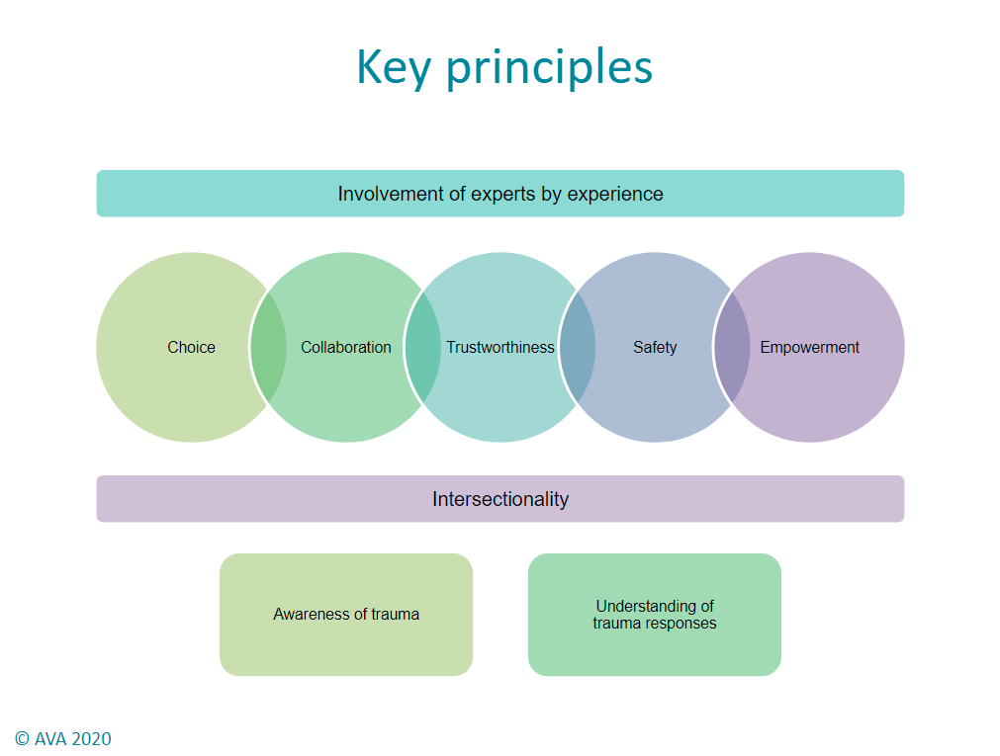 Key principles
Involvement of experts by experience
Choice
Collaboration
Trustworthiness
Safety
Empowerment
Intersectionality
Awareness of trauma
Understanding of
trauma responses
© AVA 2020